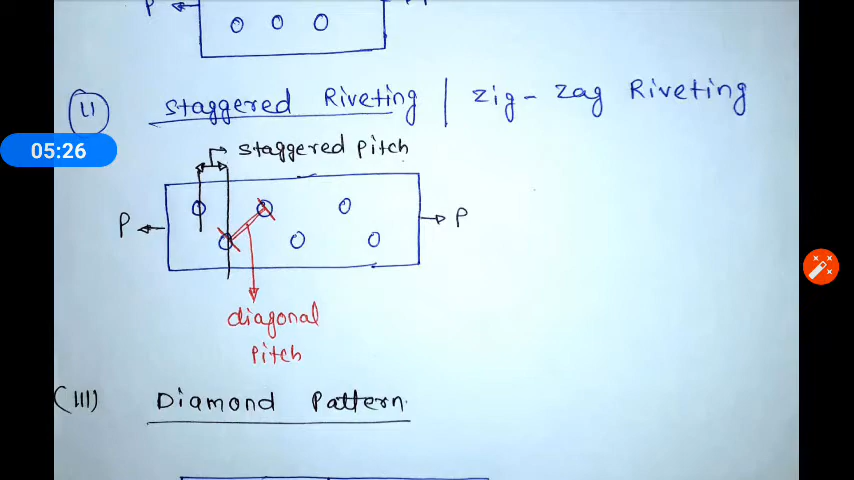 P
(II) Staggered Riveting | Zig-Zag Riveting
05:26
staggered pitch
P
P
diagonal
pitch
(III) Diamond Pattern.